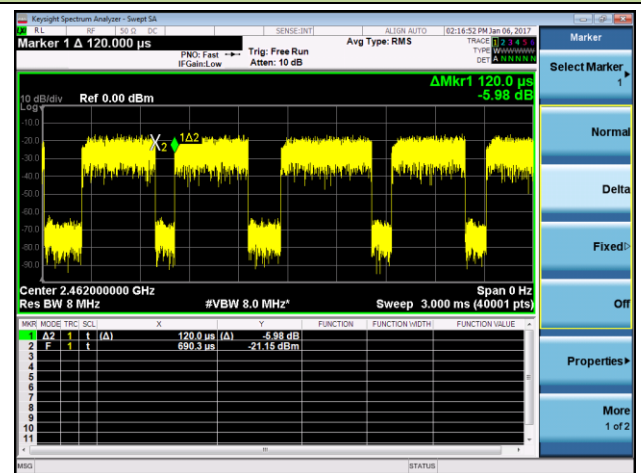 Keysight Spectrum Analyzer - Swept SA
RL RF 50 Ω DC SENSE:INT ALIGN AUTO 02:16:52 PM Jan 06, 2017
Marker 1 Δ 120.000 µs
PNO: Fast Trig: Free Run Avg Type: RMS TRACE 1 2 3 4 5 6
IFGain:Low Atten: 10 dB TYPE WWWWWW
DET A N N N N N
ΔMkr1 120.0 µs
-5.98 dB
10 dB/div Ref 0.00 dBm
Log
-10.0
-20.0
X2 1Δ2
-30.0
-40.0
-50.0
-60.0
-70.0
-80.0
-90.0
Center 2.462000000 GHz Span 0 Hz
Res BW 8 MHz #VBW 8.0 MHz* Sweep 3.000 ms (40001 pts)
MKR MODE TRC SCL X Y FUNCTION FUNCTION WIDTH FUNCTION VALUE
1 Δ2 1 t (Δ) 120.0 µs (Δ) -5.98 dB
2 F 1 t 690.3 µs -21.15 dBm
3
4
5
6
7
8
9
10
11
MSG STATUS
Marker
Select Marker
1
Normal
Delta
Fixed
Off
Properties
More
1 of 2